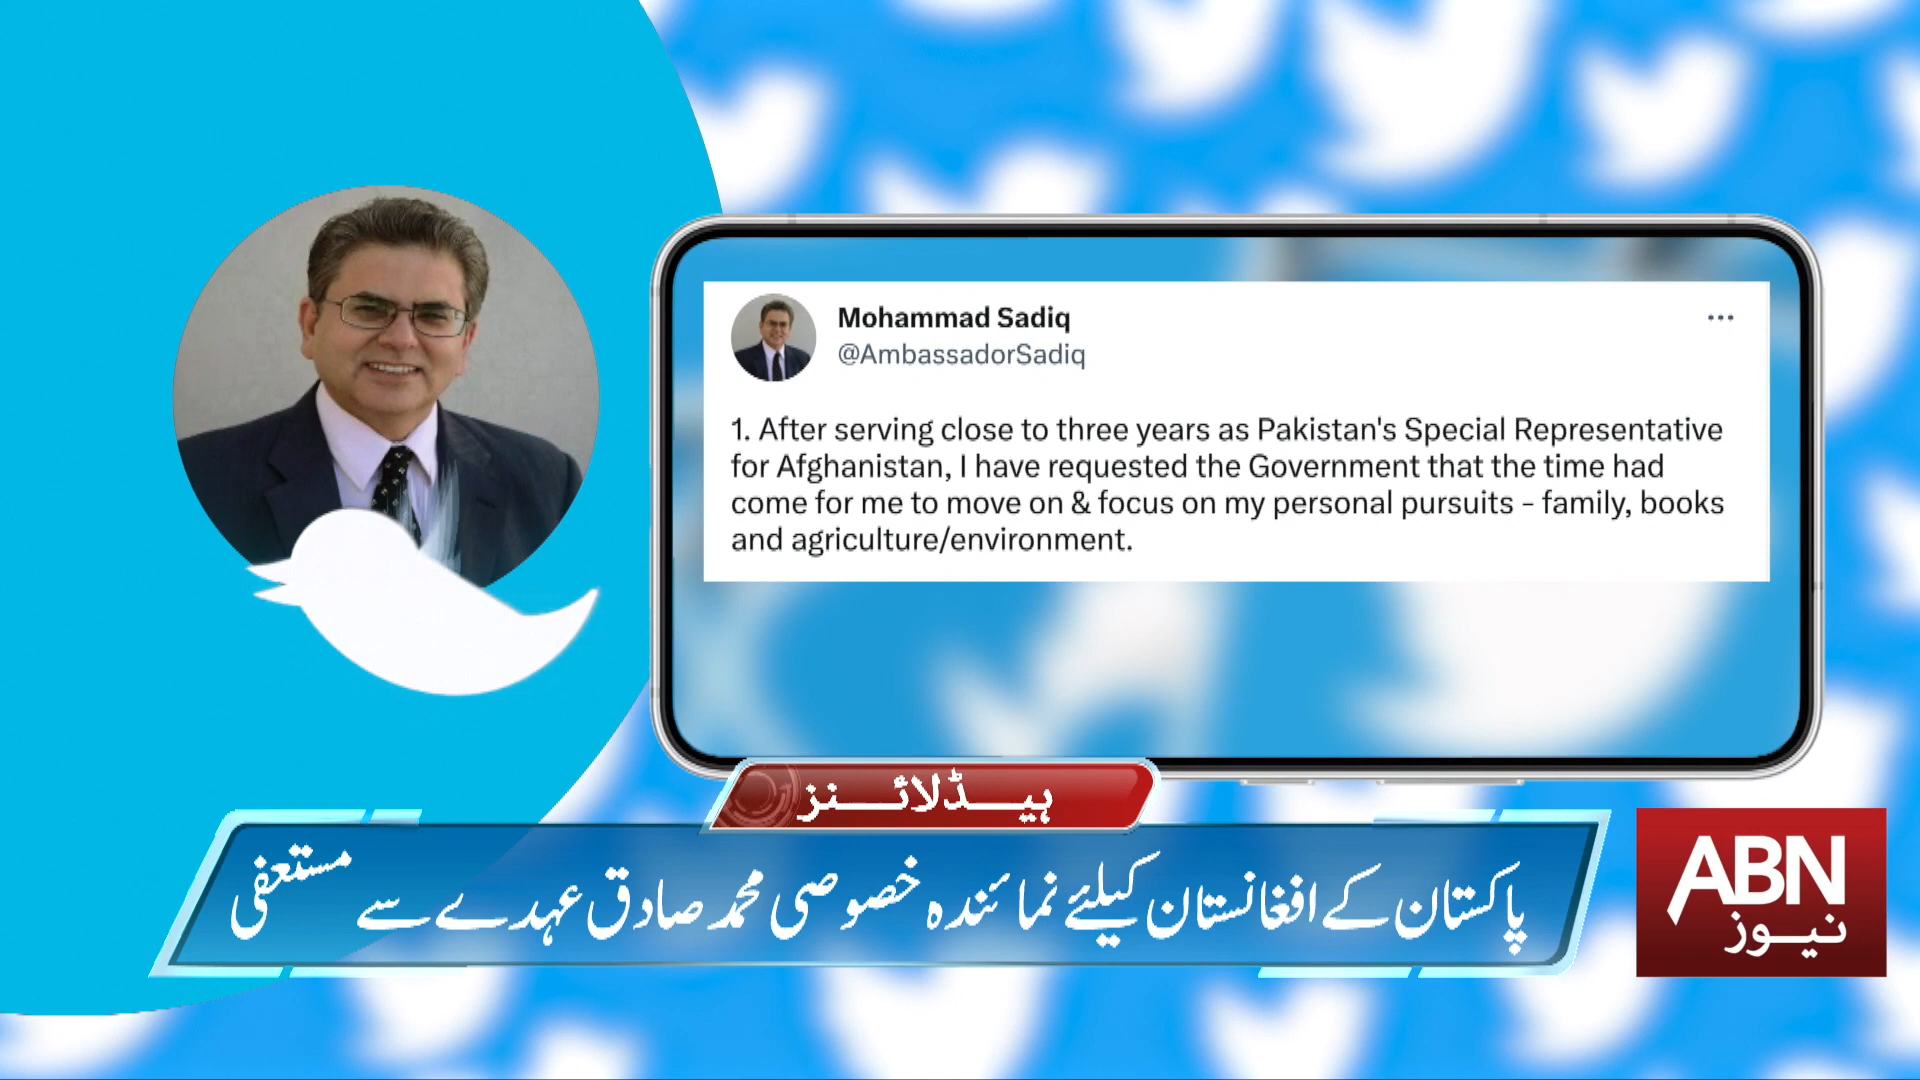 Mohammad Sadiq
@AmbassadorSadiq
1. After serving close to three years as Pakistan's Special Representative
for Afghanistan, I have requested the Government that the time had
come for me to move on & focus on my personal pursuits - family, books
and agriculture/environment.
ہیڈلائنز
پاکستان کے افغانستان کیلئے نمائندہ خصوصی محمد صادق عہدے سے مستعفی
ABN
نیوز